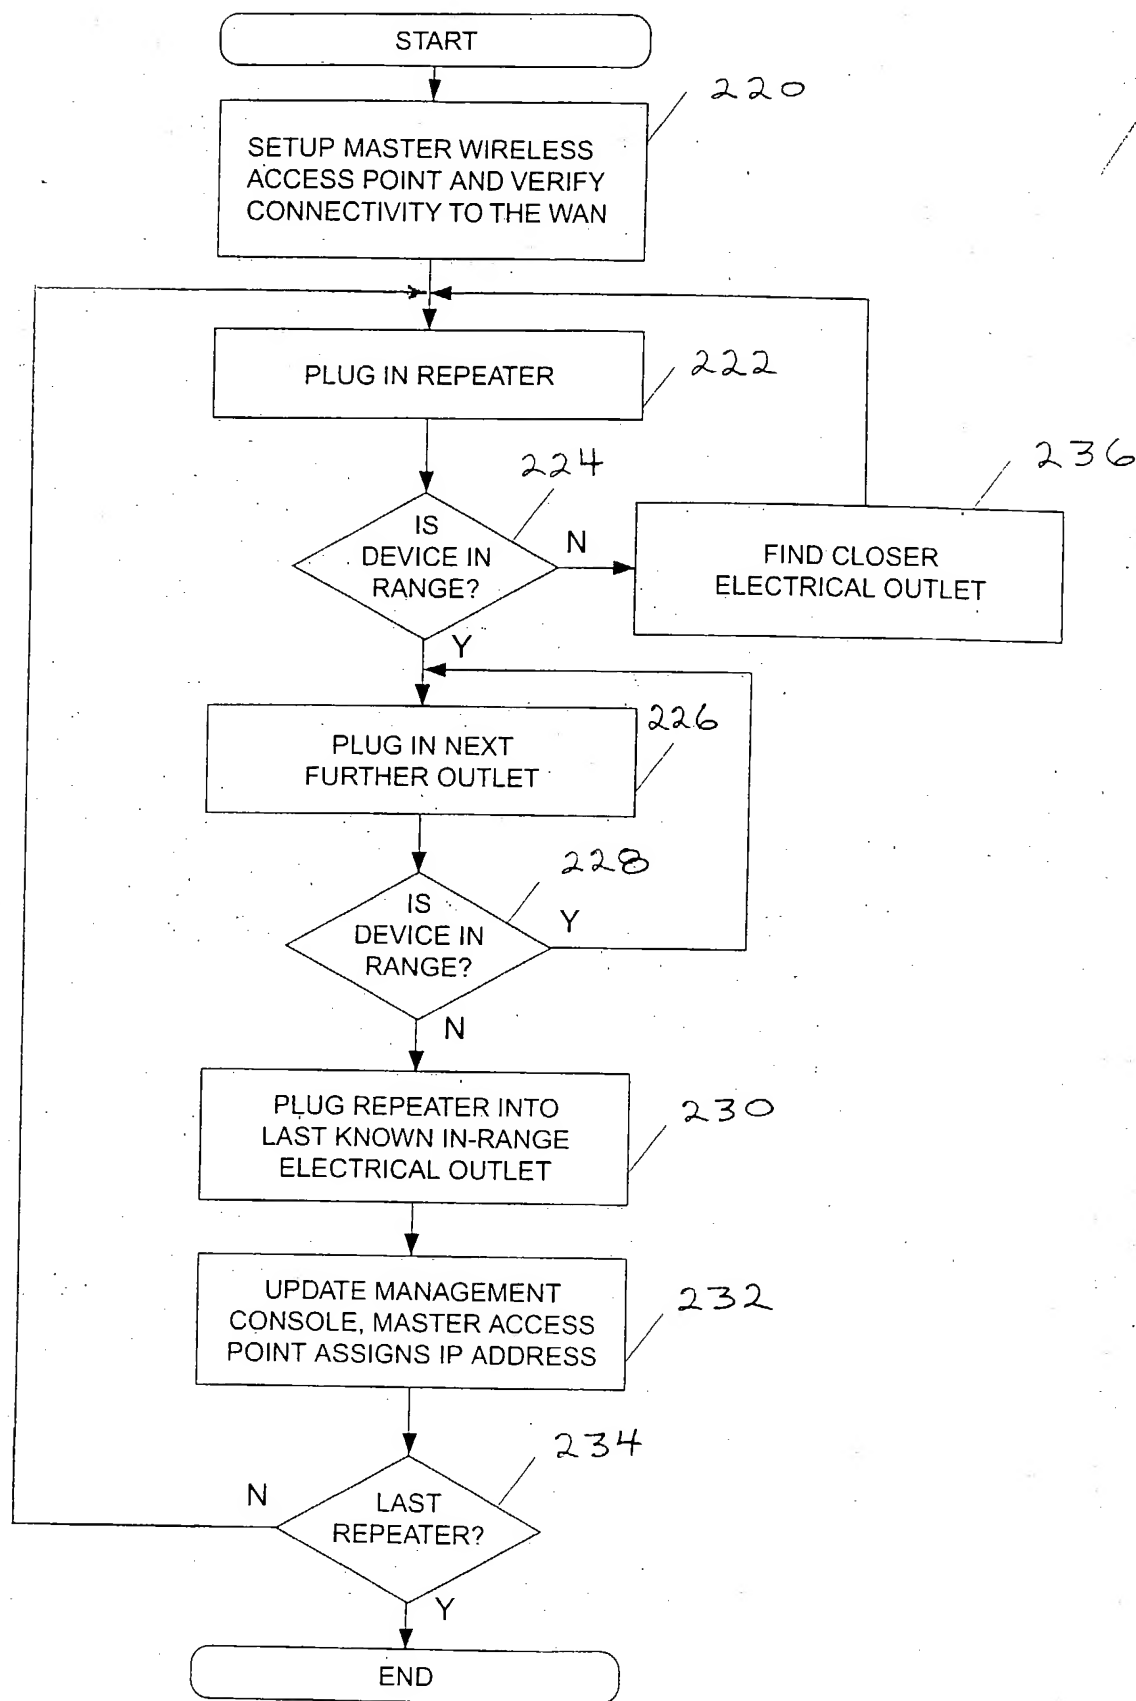 START
220
SETUP MASTER WIRELESS
ACCESS POINT AND VERIFY
CONNECTIVITY TO THE WAN
PLUG IN REPEATER
222
224
236
IS
DEVICE IN
RANGE?
N
FIND CLOSER
ELECTRICAL OUTLET
Y
226
PLUG IN NEXT
FURTHER OUTLET
228
IS
DEVICE IN
RANGE?
Y
N
PLUG REPEATER INTO
LAST KNOWN IN-RANGE
ELECTRICAL OUTLET
230
UPDATE MANAGEMENT
CONSOLE, MASTER ACCESS
POINT ASSIGNS IP ADDRESS
232
234
N
LAST
REPEATER?
Y
END